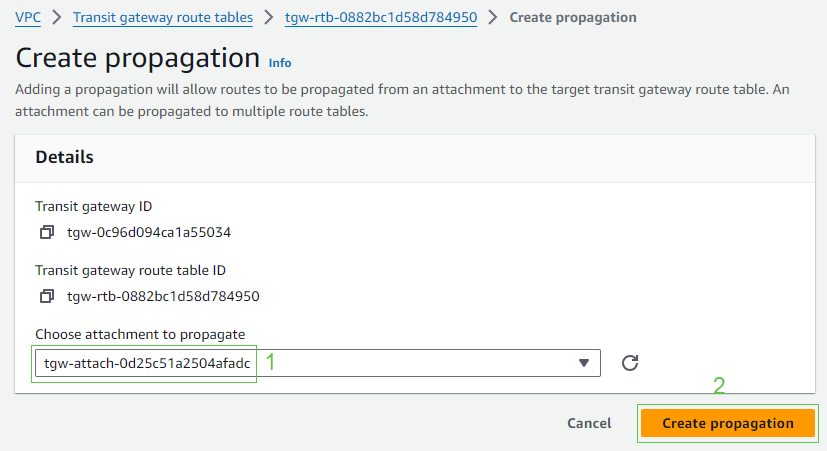 VPC > Transit gateway route tables > tgw-rtb-0882bc1d58d784950 > Create propagation
Create propagation Info
Adding a propagation will allow routes to be propagated from an attachment to the target transit gateway route table. An
attachment can be propagated to multiple route tables.
Details
Transit gateway ID
tgw-0c96d094ca1a55034
Transit gateway route table ID
tgw-rtb-0882bc1d58d784950
Choose attachment to propagate
tgw-attach-0d25c51a2504afadc 1
2
Cancel Create propagation